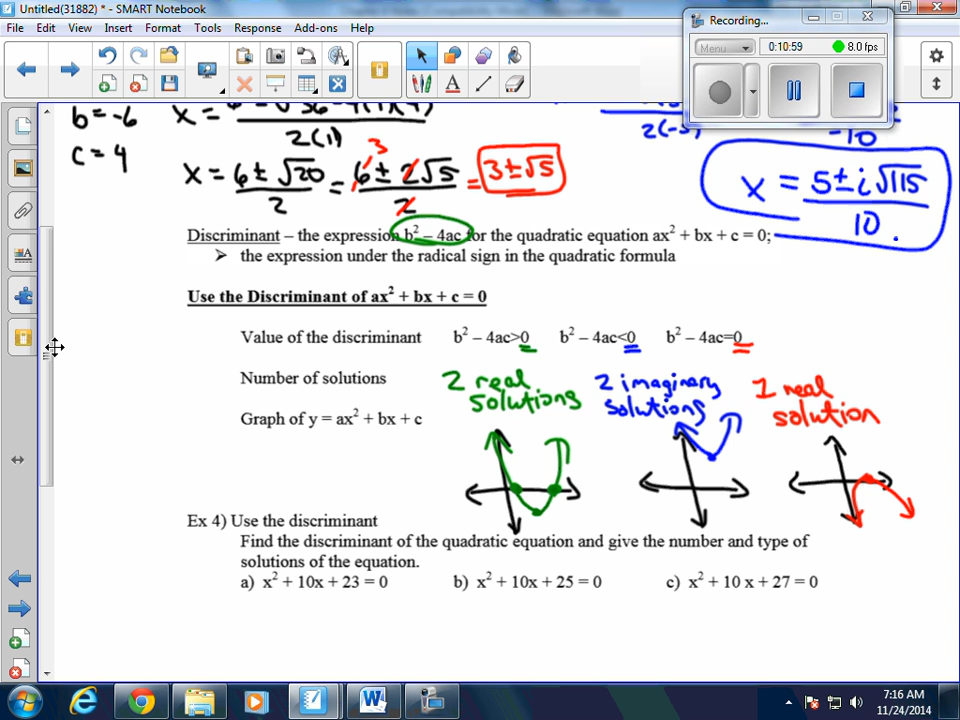 Untitled(31882) * - SMART Notebook
File Edit View Insert Format Tools Response Add-ons Help
Recording...
Menu 0:10:59 8.0 fps
b = -6
c = 4
2(1)
2(-5)
-10
x = 6 ± √20 = 6 ± 2√5 = 3 ± √5
3
2 2
x = 5 ± i√115
10
Discriminant – the expression b² – 4ac for the quadratic equation ax² + bx + c = 0;
➢ the expression under the radical sign in the quadratic formula
Use the Discriminant of ax² + bx + c = 0
Value of the discriminant b² – 4ac>0 b² – 4ac<0 b² – 4ac=0
Number of solutions
2 real solutions
2 imaginary solutions
1 real solution
Graph of y = ax² + bx + c
Ex 4) Use the discriminant
Find the discriminant of the quadratic equation and give the number and type of
solutions of the equation.
a) x² + 10x + 23 = 0 b) x² + 10x + 25 = 0 c) x² + 10 x + 27 = 0
7:16 AM
11/24/2014